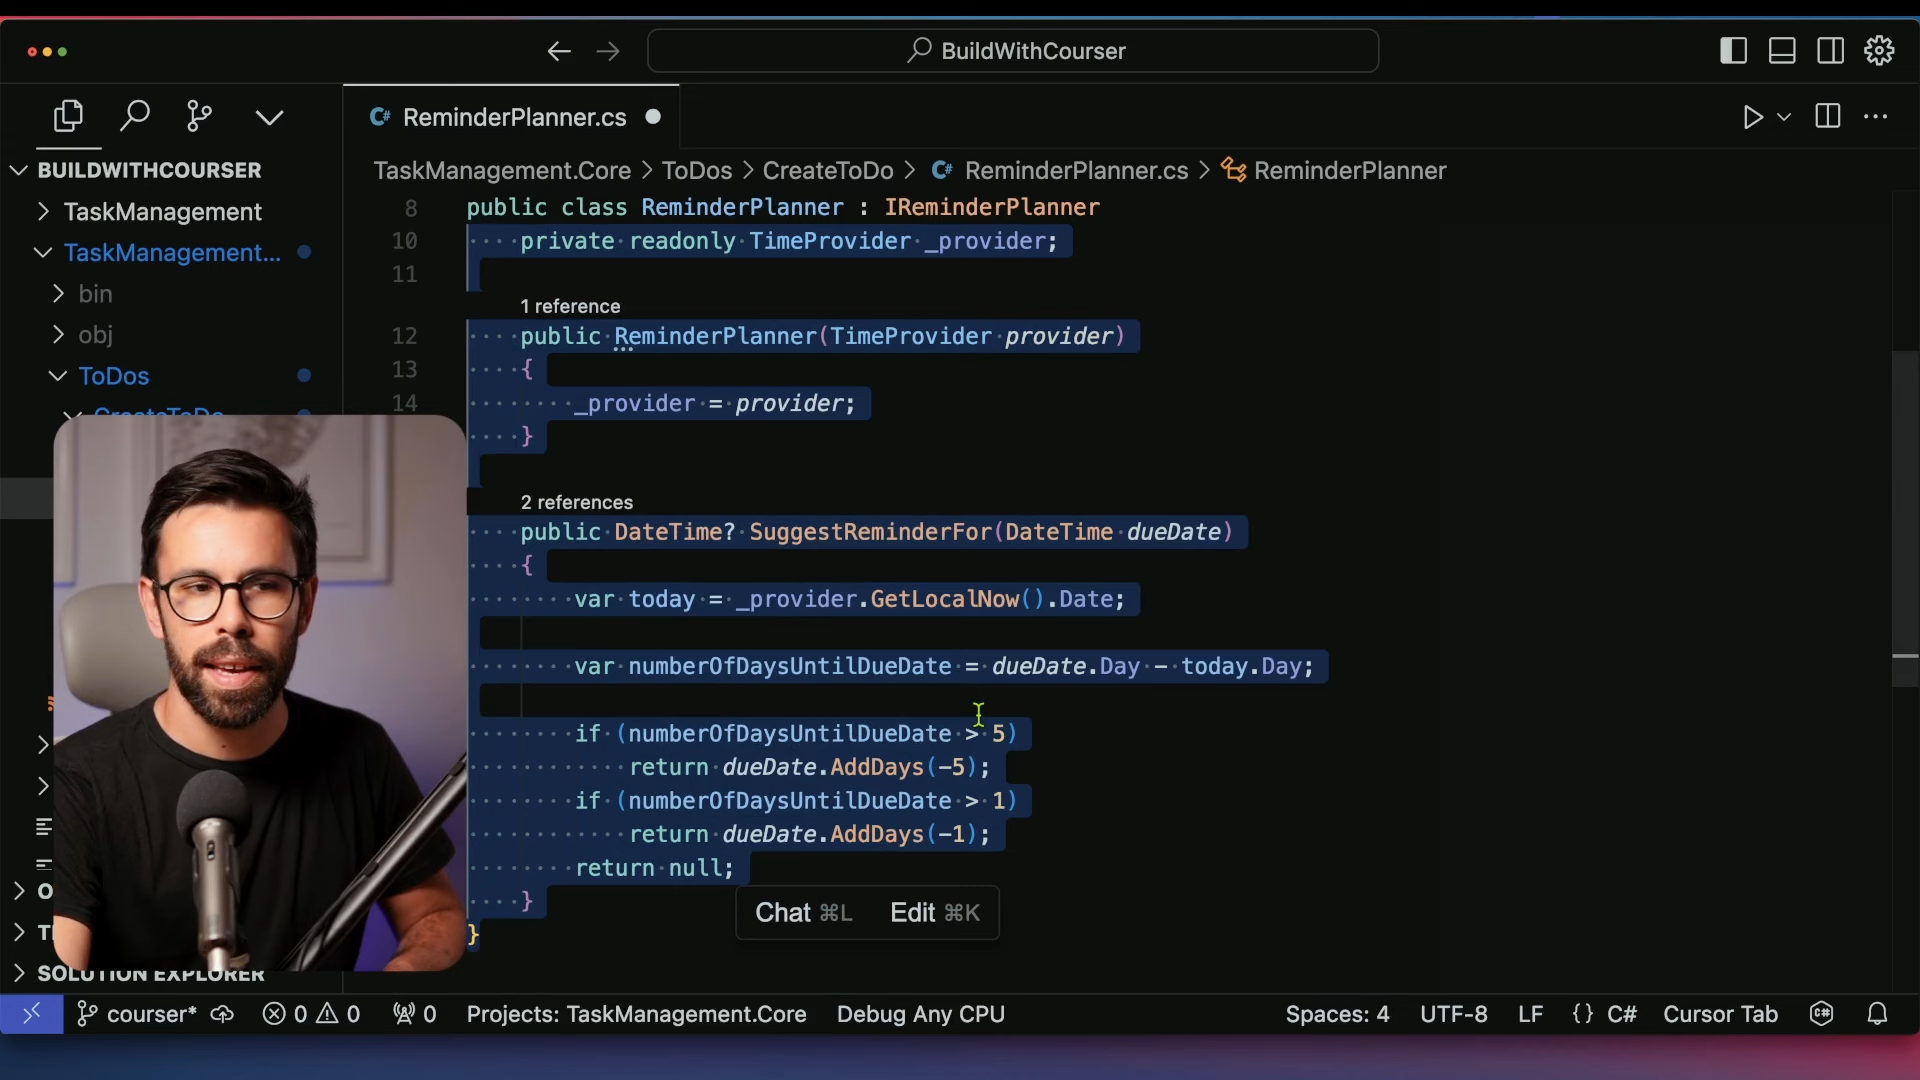 BuildWithCourser
ReminderPlanner.cs
BUILDWITHCOURSER
TaskManagement
TaskManagement...
bin
obj
ToDos
CreateToDo
SOLUTION EXPLORER
TaskManagement.Core > ToDos > CreateToDo > ReminderPlanner.cs > ReminderPlanner
8 public class ReminderPlanner : IReminderPlanner
10 private readonly TimeProvider _provider;
11
1 reference
12 public ReminderPlanner(TimeProvider provider)
13 {
14 _provider = provider;
}
2 references
public DateTime? SuggestReminderFor(DateTime dueDate)
{
var today = _provider.GetLocalNow().Date;
var numberOfDaysUntilDueDate = dueDate.Day - today.Day;
if (numberOfDaysUntilDueDate > 5)
return dueDate.AddDays(-5);
if (numberOfDaysUntilDueDate > 1)
return dueDate.AddDays(-1);
return null;
}
}
Chat ⌘L Edit ⌘K
courser* 0 0 0 Projects: TaskManagement.Core Debug Any CPU Spaces: 4 UTF-8 LF {} C# Cursor Tab